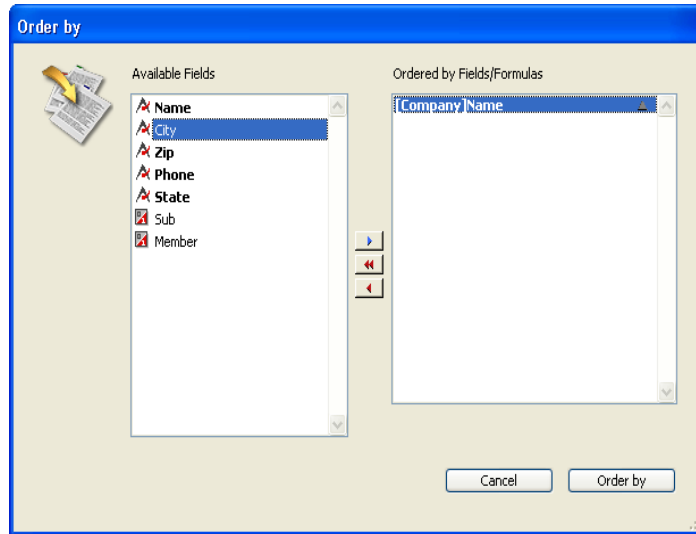 Order by
Available Fields
Name
City
Zip
Phone
State
Sub
Member
Ordered by Fields/Formulas
[Company]Name
Cancel
Order by